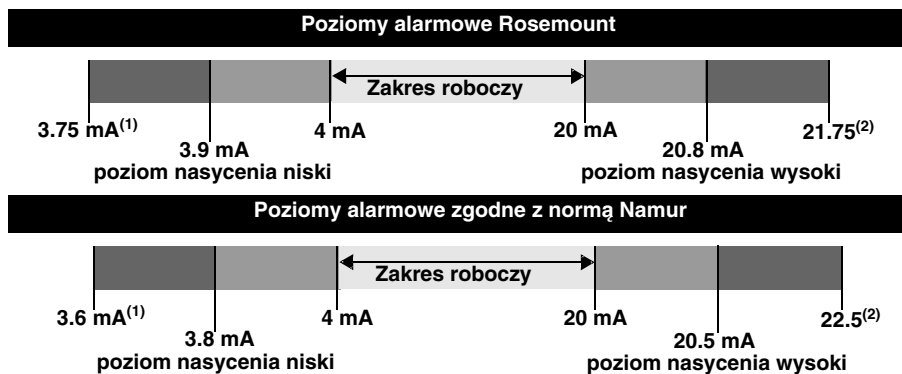 Poziomy alarmowe Rosemount
Zakres roboczy
3.75 mA(1)
4 mA
20 mA
21.75(2)
3.9 mA
20.8 mA
poziom nasycenia niski
poziom nasycenia wysoki
Poziomy alarmowe zgodne z normą Namur
Zakres roboczy
3.6 mA(1)
4 mA
20 mA
22.5(2)
3.8 mA
20.5 mA
poziom nasycenia niski
poziom nasycenia wysoki